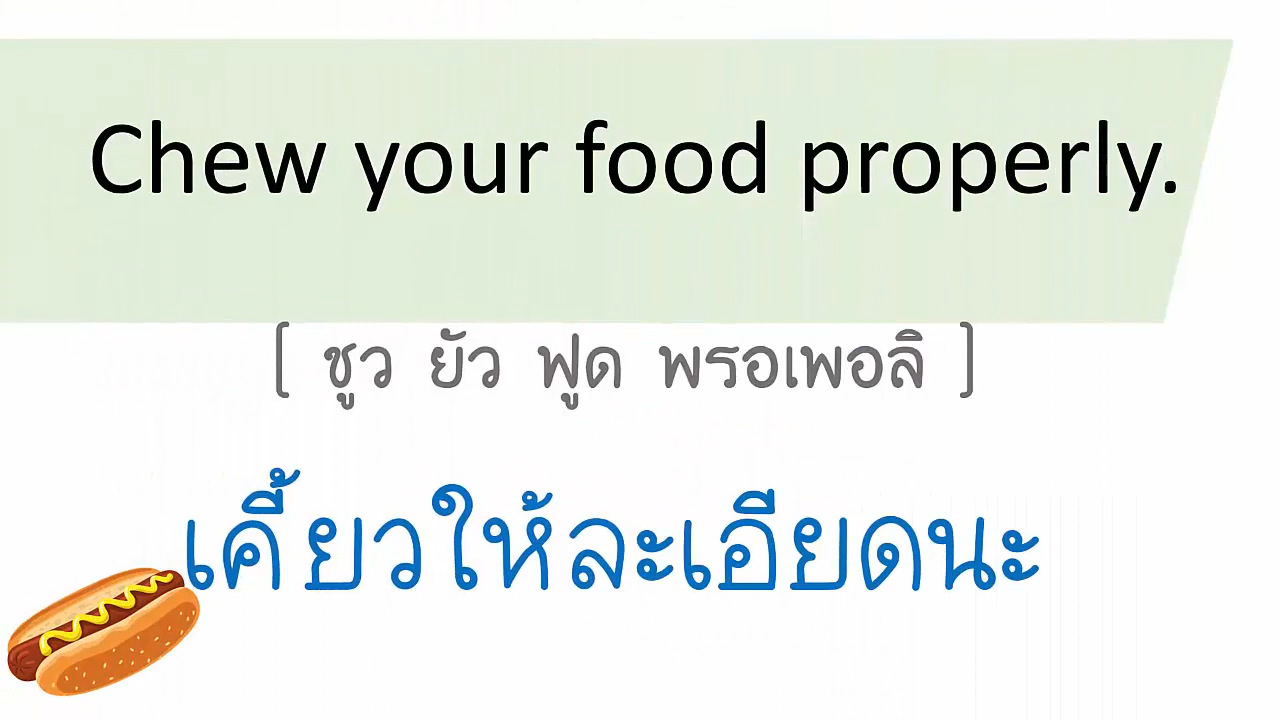 Chew your food properly.
[ ชูว ยัว ฟูด พรอเพอลิ ]
เคี้ยวให้ละเอียดนะ